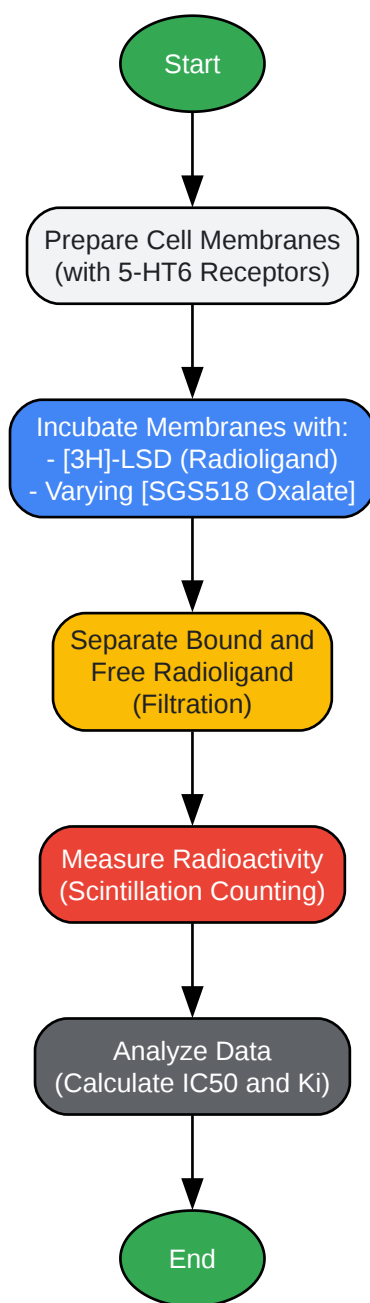 Start
Prepare Cell Membranes
(with 5-HT6 Receptors)
Incubate Membranes with:
- [3H]-LSD (Radioligand)
- Varying [SGS518 Oxalate]
Separate Bound and
Free Radioligand
(Filtration)
Measure Radioactivity
(Scintillation Counting)
Analyze Data
(Calculate IC50 and Ki)
End